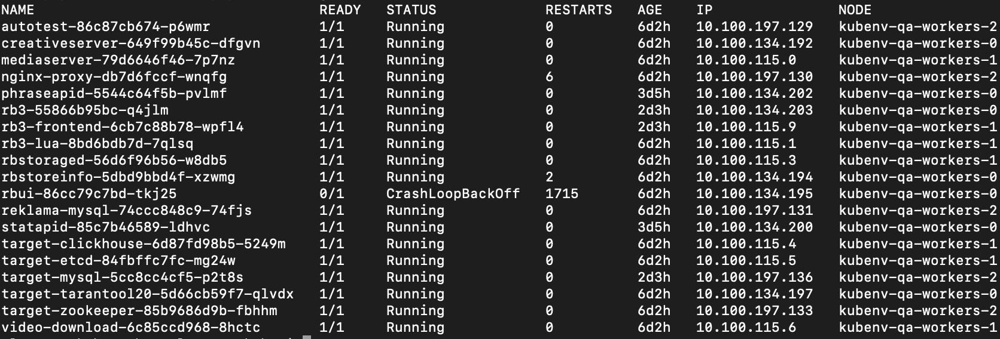 NAME READY STATUS RESTARTS AGE IP NODE
autotest-86c87cb674-p6wmr 1/1 Running 0 6d2h 10.100.197.129 kubenv-qa-workers-2
creativeserver-649f99b45c-dfgvn 1/1 Running 0 6d2h 10.100.134.192 kubenv-qa-workers-0
mediaserver-79d6646f46-7p7nz 1/1 Running 0 6d2h 10.100.115.0 kubenv-qa-workers-1
nginx-proxy-db7d6fccf-wnqfg 1/1 Running 6 6d2h 10.100.197.130 kubenv-qa-workers-2
phraseapid-5544c64f5b-pvlmf 1/1 Running 0 3d5h 10.100.134.202 kubenv-qa-workers-0
rb3-55866b95bc-q4jlm 1/1 Running 0 2d3h 10.100.134.203 kubenv-qa-workers-0
rb3-frontend-6cb7c88b78-wpfl4 1/1 Running 0 2d3h 10.100.115.9 kubenv-qa-workers-1
rb3-lua-8bd6bdb7d-7qlsq 1/1 Running 0 6d2h 10.100.115.1 kubenv-qa-workers-1
rbstoraged-56d6f96b56-w8db5 1/1 Running 0 6d2h 10.100.115.3 kubenv-qa-workers-1
rbstoreinfo-5dbd9bbd4f-xzwmg 1/1 Running 2 6d2h 10.100.134.194 kubenv-qa-workers-0
rbui-86cc79c7bd-tkj25 0/1 CrashLoopBackOff 1715 6d2h 10.100.134.195 kubenv-qa-workers-0
reklama-mysql-74ccc848c9-74fjs 1/1 Running 0 6d2h 10.100.197.131 kubenv-qa-workers-2
statapid-85c7b46589-ldhvc 1/1 Running 0 3d5h 10.100.134.200 kubenv-qa-workers-0
target-clickhouse-6d87fd98b5-5249m 1/1 Running 0 6d2h 10.100.115.4 kubenv-qa-workers-1
target-etcd-84fbffc7fc-mg24w 1/1 Running 0 6d2h 10.100.115.5 kubenv-qa-workers-1
target-mysql-5cc8cc4cf5-p2t8s 1/1 Running 0 2d3h 10.100.197.136 kubenv-qa-workers-2
target-tarantool20-5d66cb59f7-qlvdx 1/1 Running 0 6d2h 10.100.134.197 kubenv-qa-workers-0
target-zookeeper-85b9686d9b-fbhhm 1/1 Running 0 6d2h 10.100.197.133 kubenv-qa-workers-2
video-download-6c85ccd968-8hctc 1/1 Running 0 6d2h 10.100.115.6 kubenv-qa-workers-1